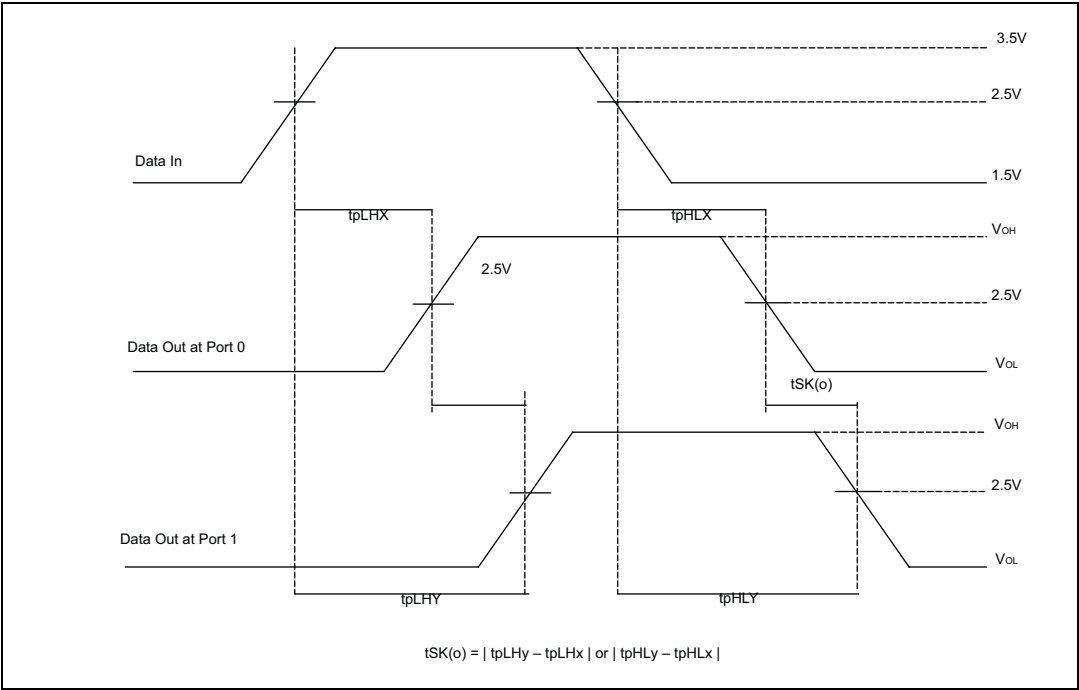 3.5V
2.5V
Data In
1.5V
tpLHX
tpHLX
VOH
2.5V
2.5V
Data Out at Port 0
VOL
tSK(o)
VOH
2.5V
Data Out at Port 1
VOL
tpLHY
tpHLY
tSK(o) = | tpLHy – tpLHx | or | tpHLy – tpHLx |